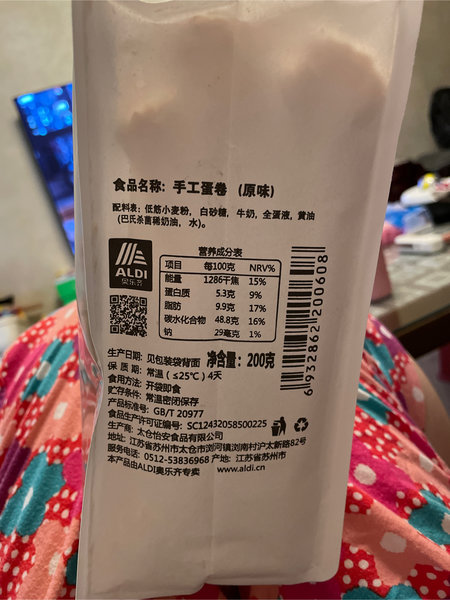 食品名称: 手工蛋卷 (原味)
配料表: 低筋小麦粉, 白砂糖, 牛奶, 全蛋液, 黄油
(巴氏杀菌稀奶油, 水)。
ALDI
奥乐齐
营养成分表
项目 每100克 NRV%
能量 1286千焦 15%
蛋白质 5.3克 9%
脂肪 9.9克 17%
碳水化合物 48.8克 16%
钠 29毫克 1%
6 932862 200608
生产日期: 见包装袋背面 净含量: 200克
保 质 期: 常温 (≤25℃) 4天
食用方法: 开袋即食
贮存条件: 常温密闭保存
产品标准号: GB/T 20977
食品生产许可证编号: SC12432058500225
生产商: 太仓怡安食品有限公司
地址: 江苏省苏州市太仓市浏河镇浏南村沪太新路82号
服务电话: 0512-53836968 产地: 江苏省苏州市
本产品由ALDI奥乐齐专卖 www.aldi.cn